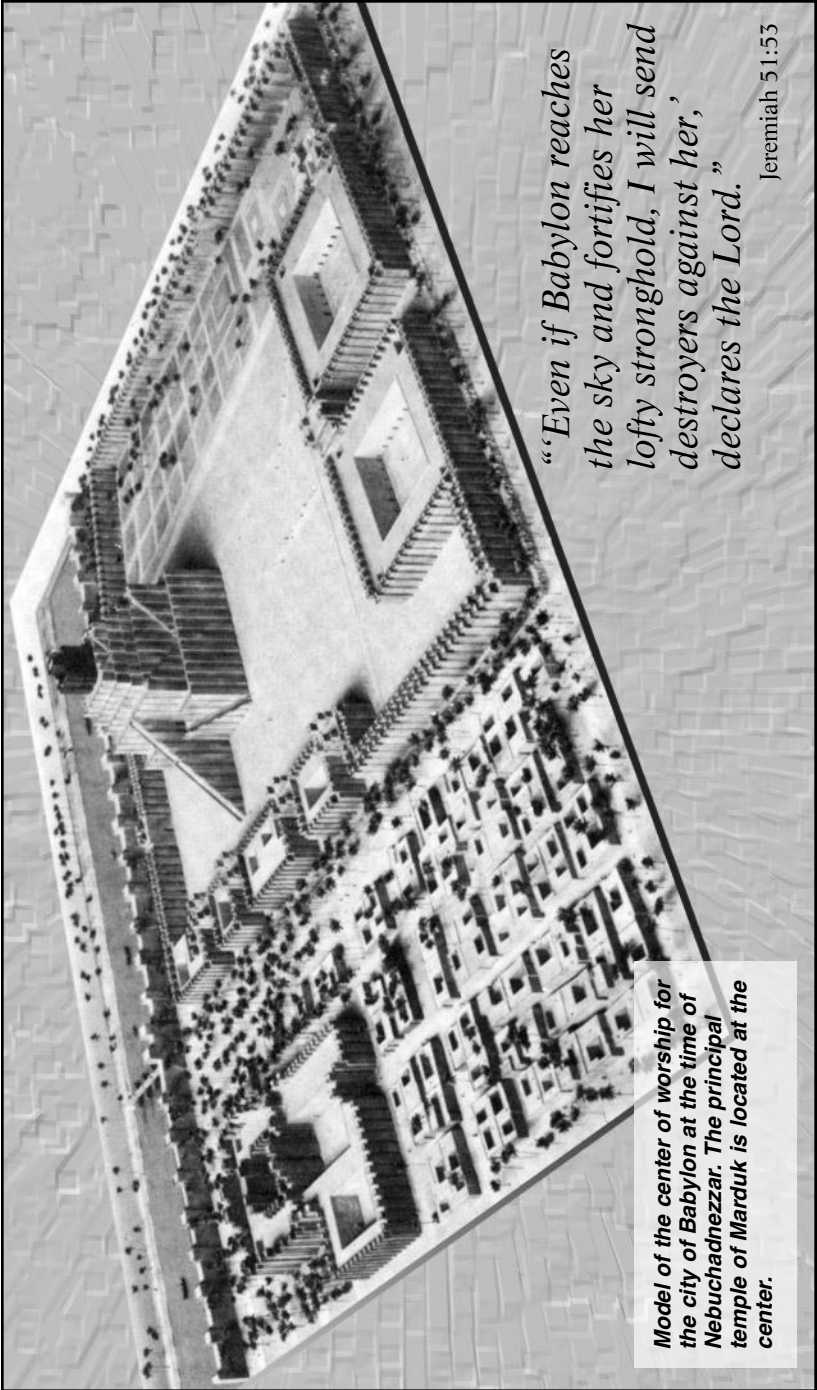 “‘Even if Babylon reaches
the sky and fortifies her
lofty stronghold, I will send
destroyers against her,’
declares the Lord.”
Jeremiah 51:53
Model of the center of worship for
the city of Babylon at the time of
Nebuchadnezzar. The principal
temple of Marduk is located at the
center.